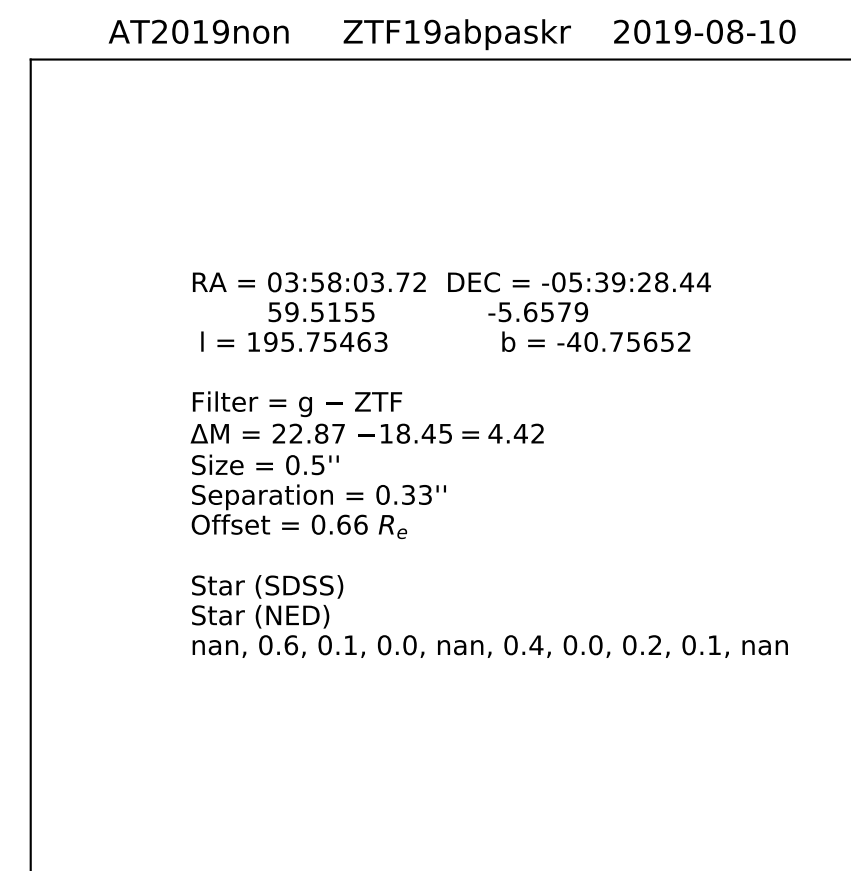 AT2019non ZTF19abpaskr 2019-08-10
RA = 03:58:03.72 DEC = -05:39:28.44
59.5155 -5.6579
l = 195.75463 b = -40.75652
Filter = g − ZTF
ΔM = 22.87 −18.45 = 4.42
Size = 0.5''
Separation = 0.33''
Offset = 0.66 Rₑ
Star (SDSS)
Star (NED)
nan, 0.6, 0.1, 0.0, nan, 0.4, 0.0, 0.2, 0.1, nan